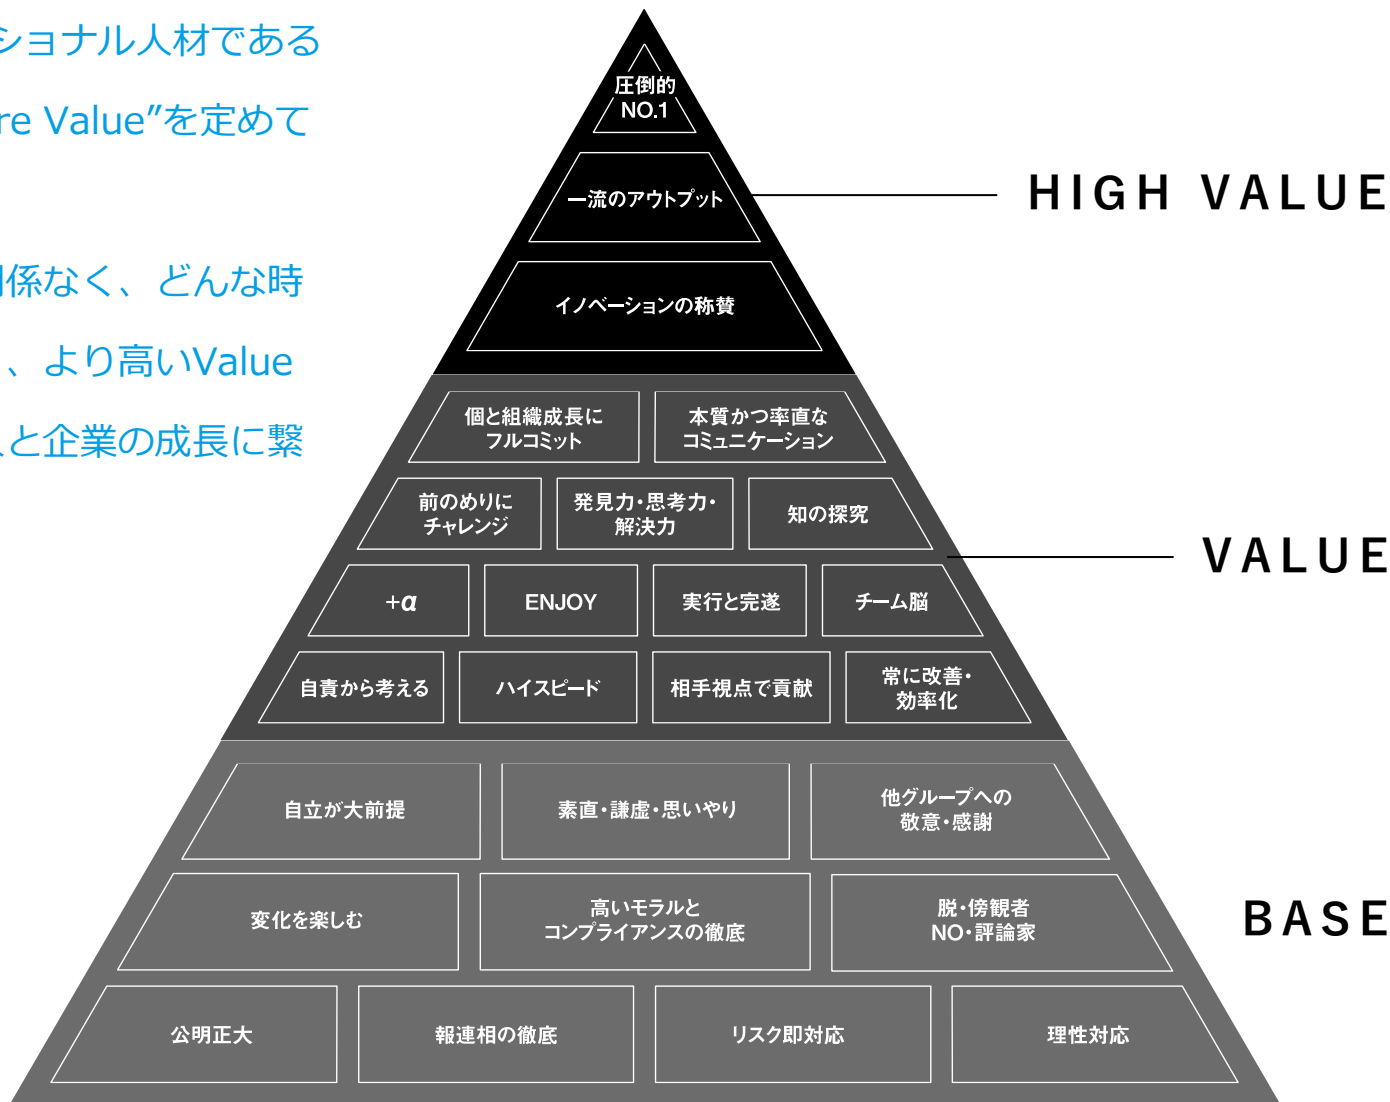 ショナル人材である
re Value”を定めて
係なく、どんな時
、より高いValue
と企業の成長に繋
圧倒的
NO.1
一流のアウトプット
イノベーションの称賛
HIGH VALUE
個と組織成長に
フルコミット
本質かつ率直な
コミュニケーション
前のめりに
チャレンジ
発見力・思考力・
解決力
知の探究
+α
ENJOY
実行と完遂
チーム脳
自責から考える
ハイスピード
相手視点で貢献
常に改善・
効率化
VALUE
自立が大前提
素直・謙虚・思いやり
他グループへの
敬意・感謝
変化を楽しむ
高いモラルと
コンプライアンスの徹底
脱・傍観者
NO・評論家
公明正大
報連相の徹底
リスク即対応
理性対応
BASE